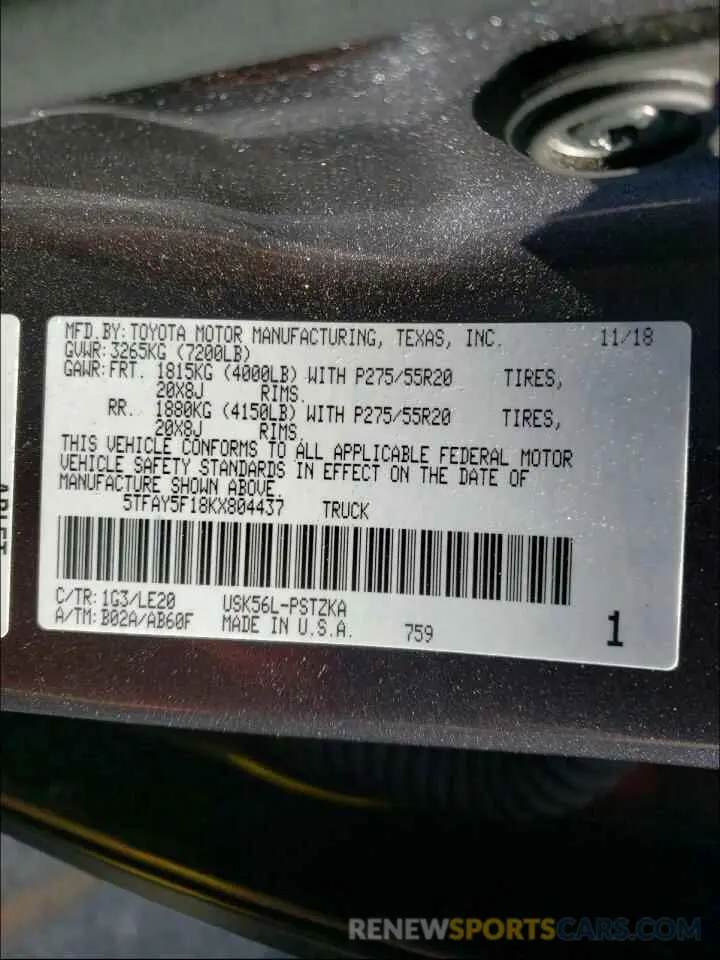 MFD.BY: TOYOTA MOTOR MANUFACTURING, TEXAS, INC. 11/18
GVWR: 3265KG (7200LB)
GAWR: FRT. 1815KG (4000LB) WITH P275/55R20 TIRES,
20X8J RIMS.
RR. 1880KG (4150LB) WITH P275/55R20 TIRES,
20X8J RIMS.
THIS VEHICLE CONFORMS TO ALL APPLICABLE FEDERAL MOTOR
VEHICLE SAFETY STANDARDS IN EFFECT ON THE DATE OF
MANUFACTURE SHOWN ABOVE.
5TFAY5F18KX804437 TRUCK
C/TR: 1G3/LE20 USK56L-PSTZKA
A/TM: B02A/AB60F MADE IN U.S.A. 759 1
RENEWSPORTSCARS.COM